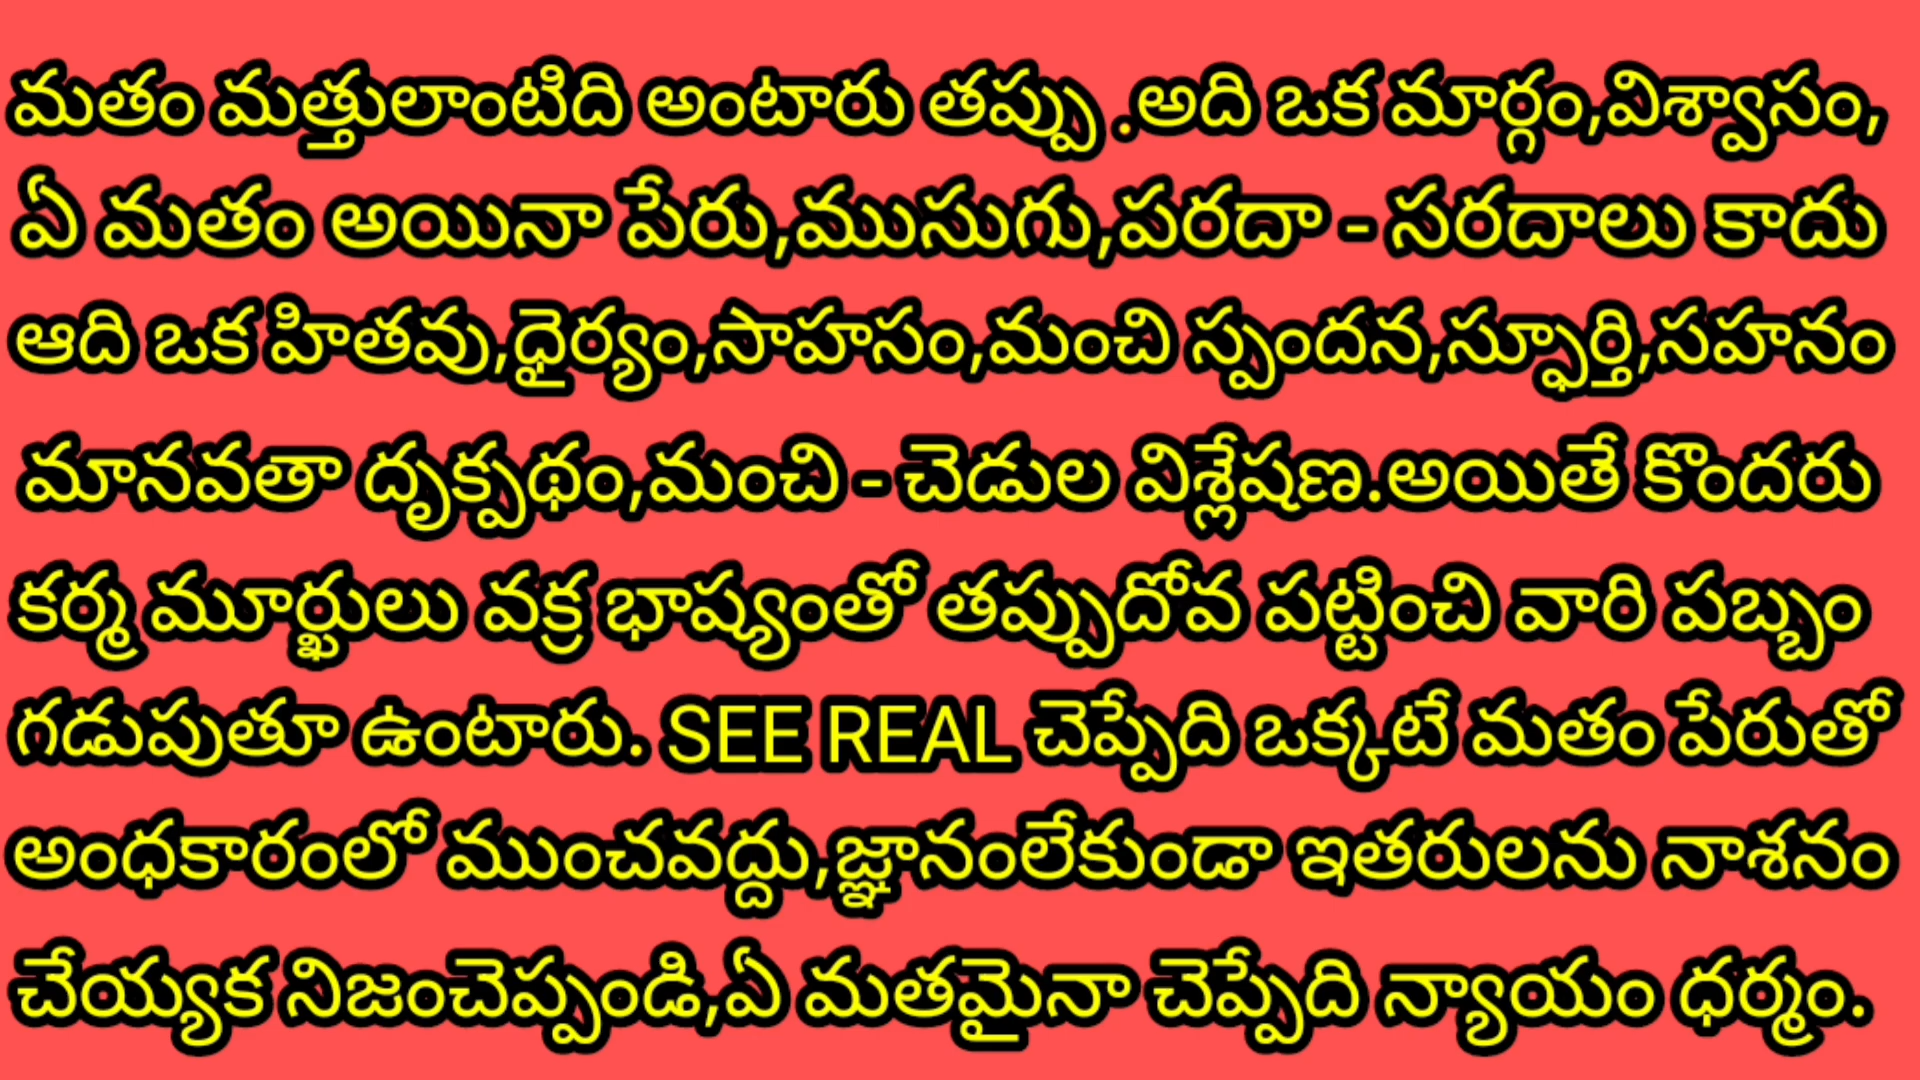 మతం మత్తులాంటిది అంటారు తప్పు .అది ఒక మార్గం,విశ్వాసం,
ఏ మతం అయినా పేరు,ముసుగు,పరదా - సరదాలు కాదు
ఆది ఒక హితవు,ధైర్యం,సాహసం,మంచి స్పందన,స్ఫూర్తి,సహనం
మానవతా దృక్పథం,మంచి - చెడుల విశ్లేషణ.అయితే కొందరు
కర్మ మూర్ఖులు వక్ర భాష్యంతో తప్పుదోవ పట్టించి వారి పబ్బం
గడుపుతూ ఉంటారు. SEE REAL చెప్పేది ఒక్కటే మతం పేరుతో
అంధకారంలో ముంచవద్దు,జ్ఞానంలేకుండా ఇతరులను నాశనం
చేయ్యక నిజంచెప్పండి,ఏ మతమైనా చెప్పేది న్యాయం ధర్మం.